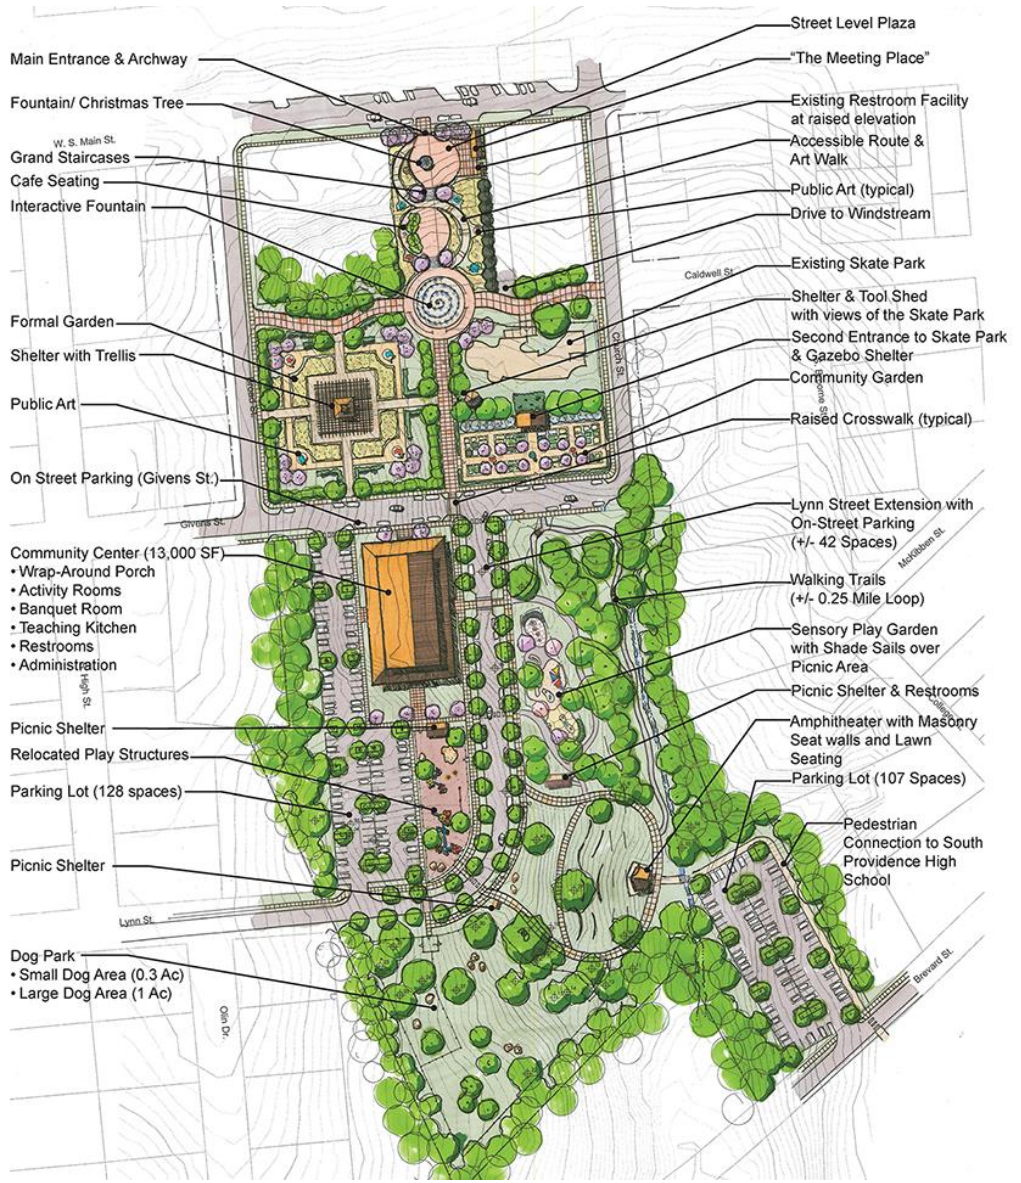 Main Entrance & Archway
Fountain/ Christmas Tree
Grand Staircases
Cafe Seating
Interactive Fountain
Formal Garden
Shelter with Trellis
Public Art
On Street Parking (Givens St.)
Community Center (13,000 SF)
• Wrap-Around Porch
• Activity Rooms
• Banquet Room
• Teaching Kitchen
• Restrooms
• Administration
Picnic Shelter
Relocated Play Structures
Parking Lot (128 spaces)
Picnic Shelter
Dog Park
• Small Dog Area (0.3 Ac)
• Large Dog Area (1 Ac)
Street Level Plaza
“The Meeting Place”
Existing Restroom Facility
at raised elevation
Accessible Route &
Art Walk
Public Art (typical)
Drive to Windstream
Existing Skate Park
Shelter & Tool Shed
with views of the Skate Park
Second Entrance to Skate Park
& Gazebo Shelter
Community Garden
Raised Crosswalk (typical)
Lynn Street Extension with
On-Street Parking
(+/- 42 Spaces)
Walking Trails
(+/- 0.25 Mile Loop)
Sensory Play Garden
with Shade Sails over
Picnic Area
Picnic Shelter & Restrooms
Amphitheater with Masonry
Seat walls and Lawn
Seating
Parking Lot (107 Spaces)
Pedestrian
Connection to South
Providence High
School
W. S. Main St.
Caldwell St.
Church St.
Broome St.
Givens St.
McKibben St.
High St.
Lynn St.
Olin Dr.
Brevard St.